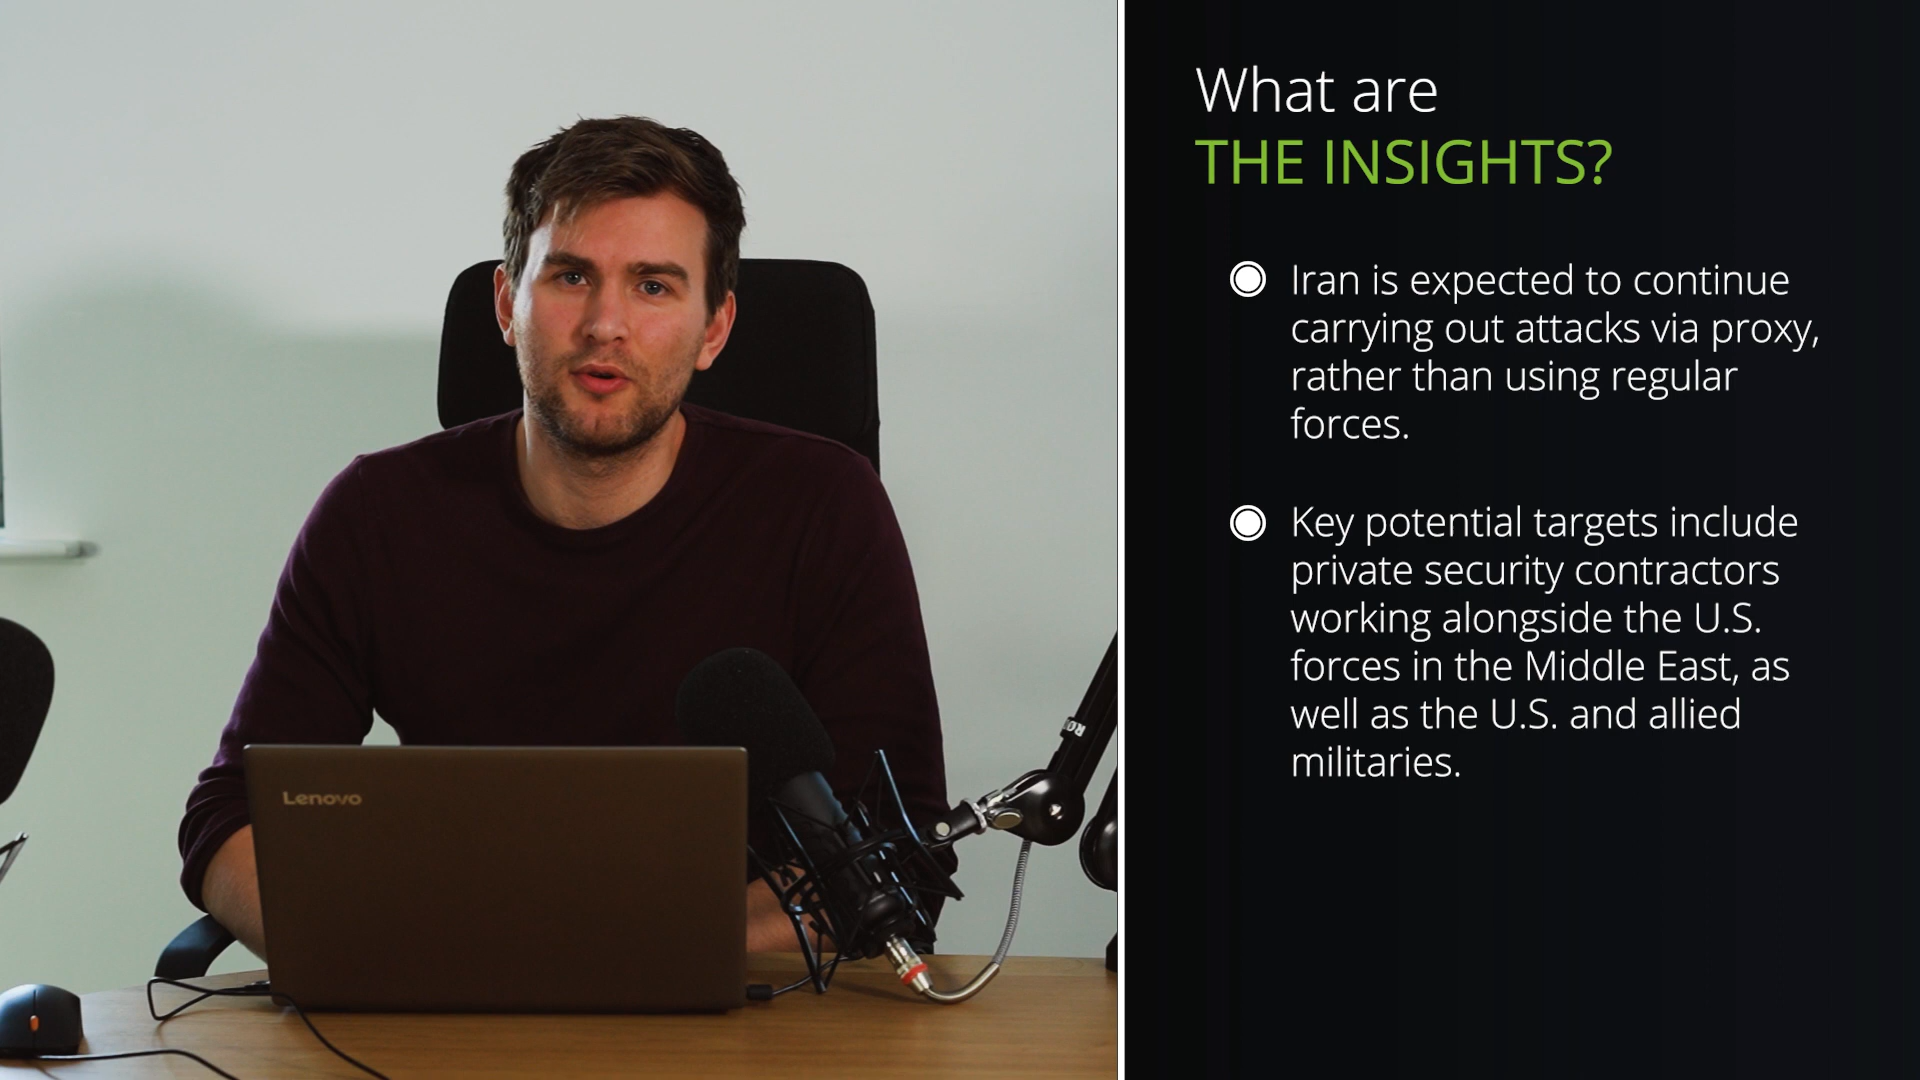 What are
THE INSIGHTS?
Iran is expected to continue
carrying out attacks via proxy,
rather than using regular
forces.
Key potential targets include
private security contractors
working alongside the U.S.
forces in the Middle East, as
well as the U.S. and allied
militaries.
Lenovo